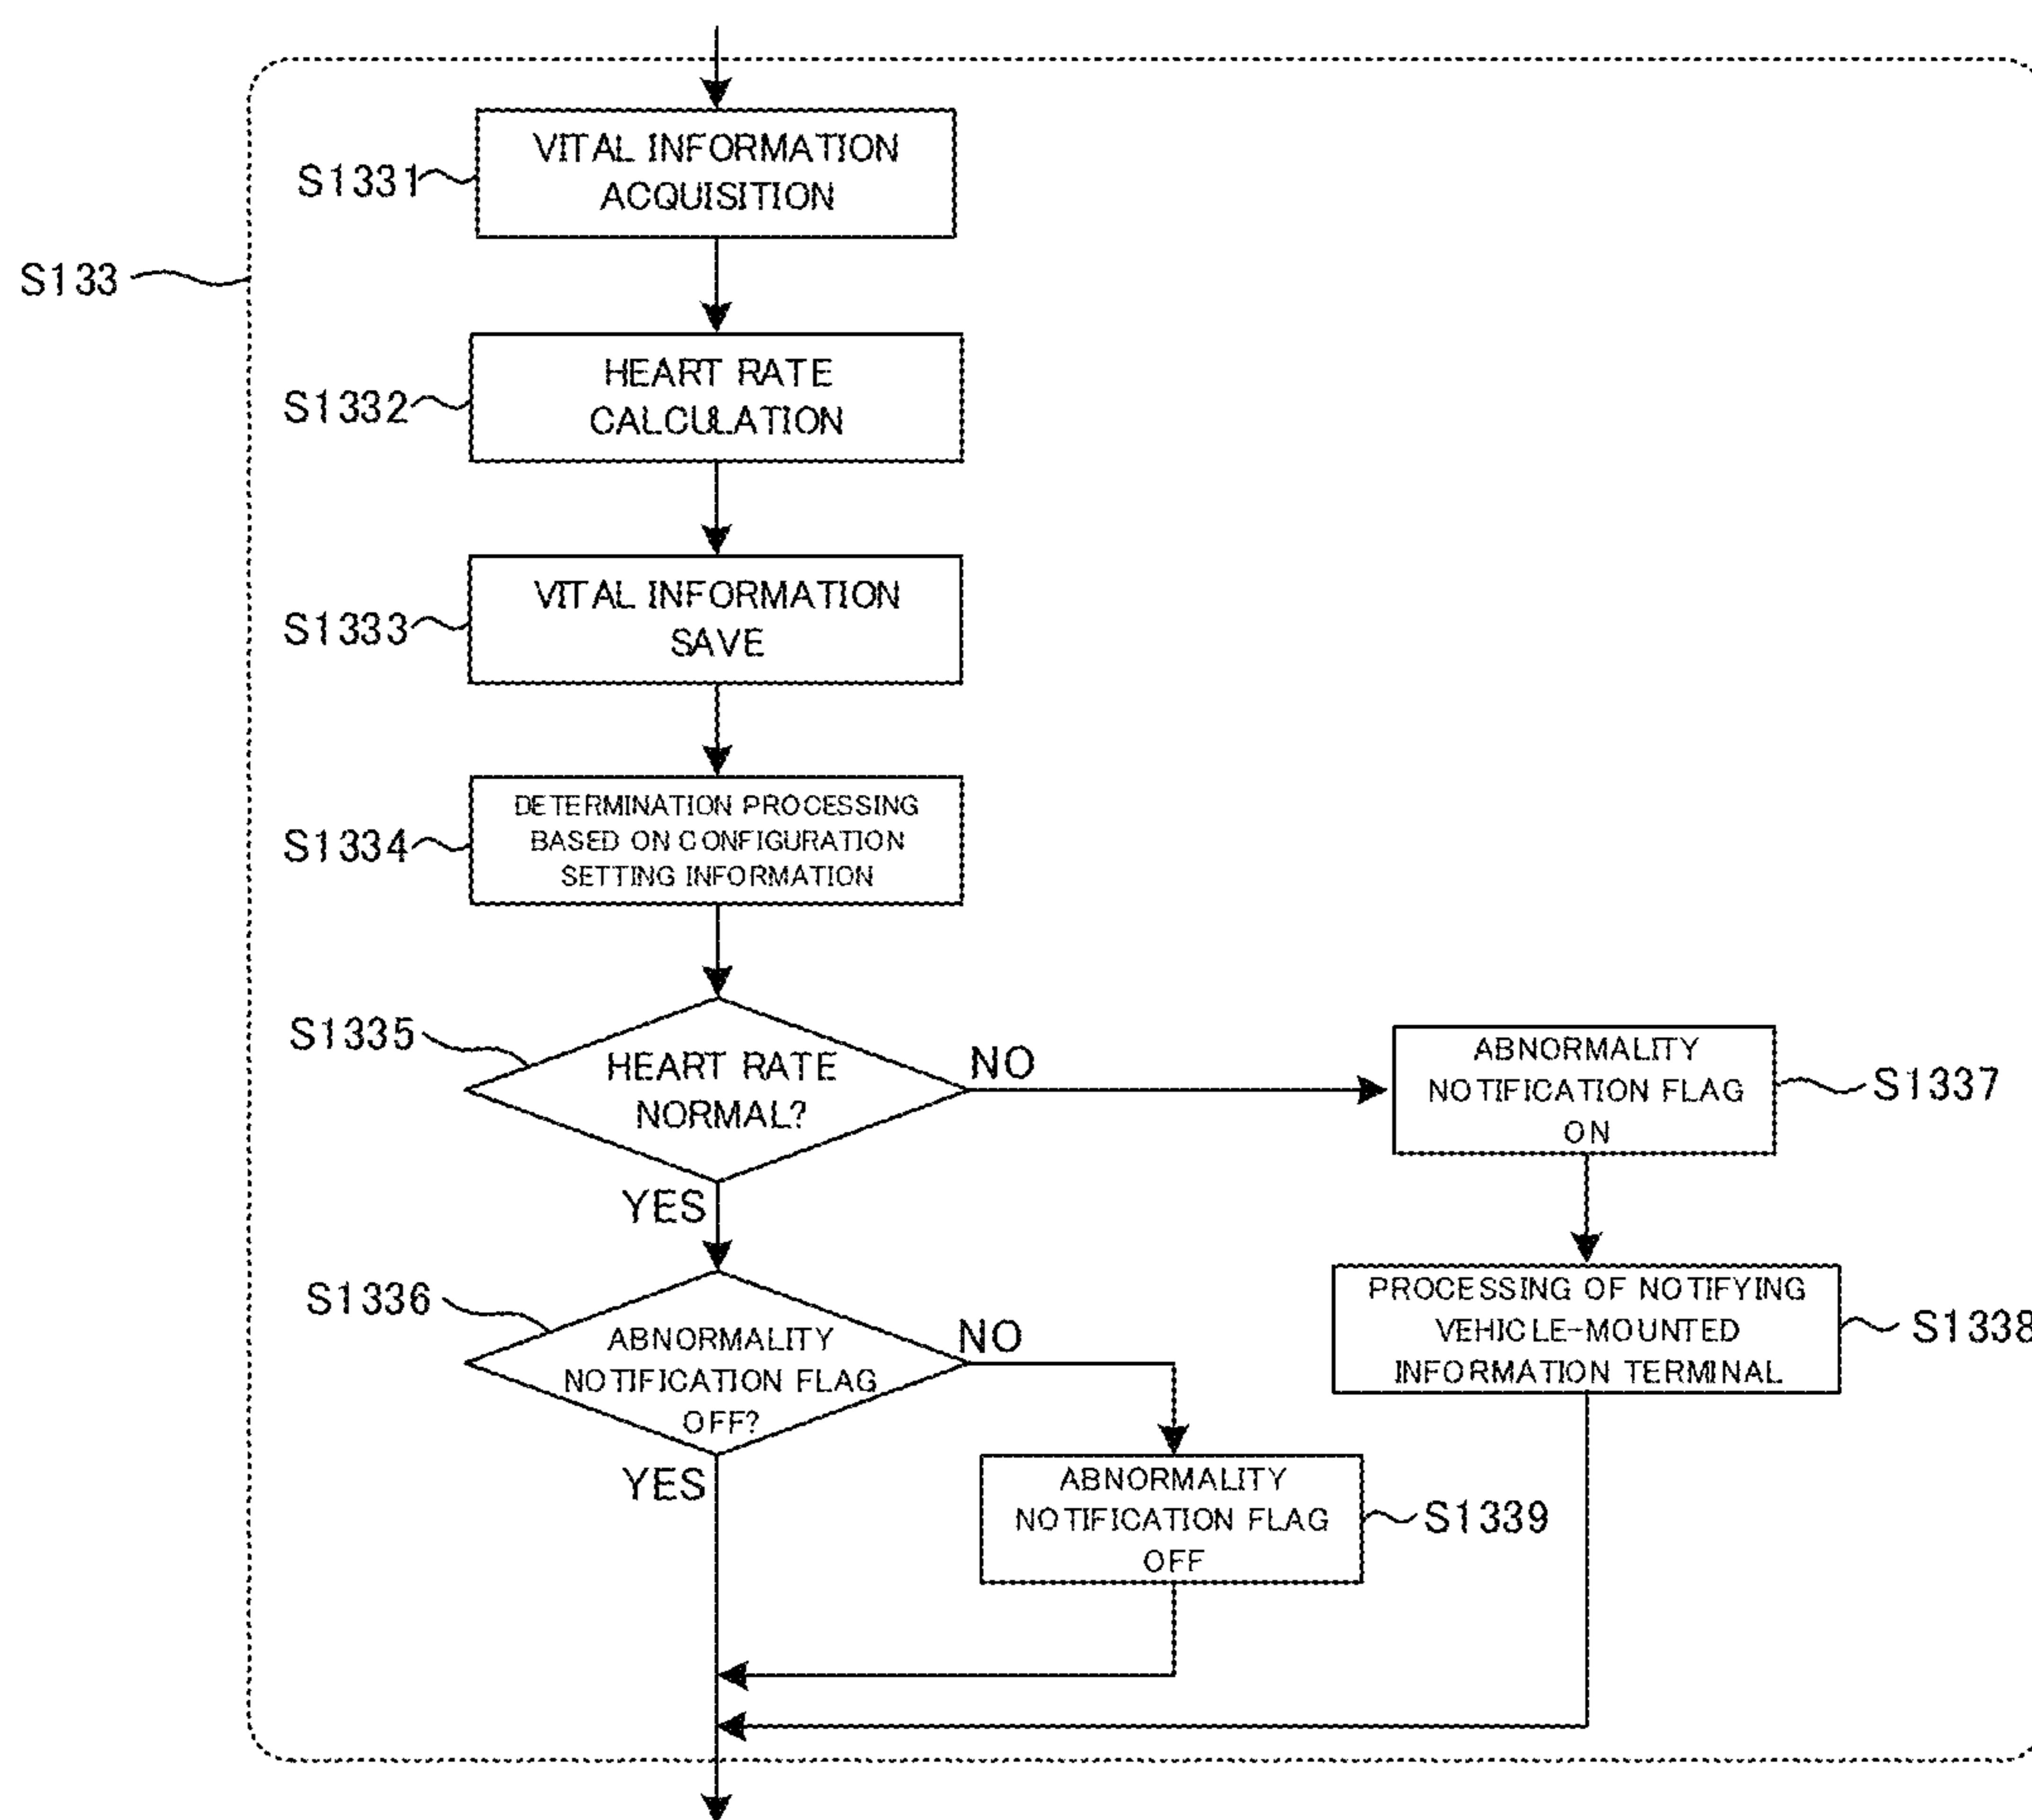 S1331
VITAL INFORMATION
ACQUISITION
S133
S1332
HEART RATE
CALCULATION
S1333
VITAL INFORMATION
SAVE
S1334
DETERMINATION PROCESSING
BASED ON CONFIGURATION
SETTING INFORMATION
S1335
HEART RATE
NORMAL?
NO
YES
ABNORMALITY
NOTIFICATION FLAG
ON
S1337
S1336
ABNORMALITY
NOTIFICATION FLAG
OFF?
NO
YES
PROCESSING OF NOTIFYING
VEHICLE-MOUNTED
INFORMATION TERMINAL
S1338
ABNORMALITY
NOTIFICATION FLAG
OFF
S1339